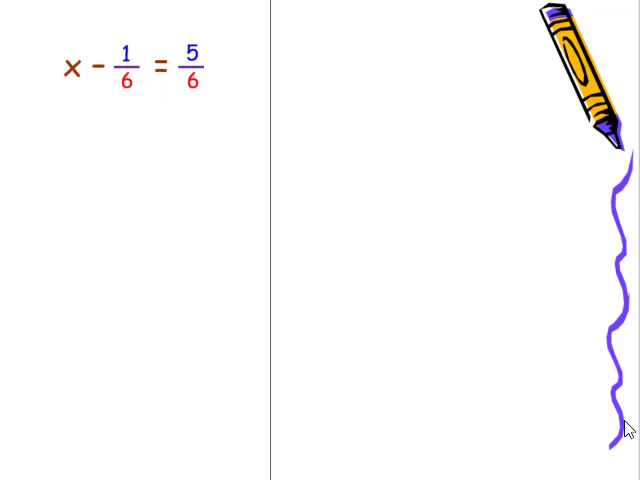 x - 1/6 = 5/6